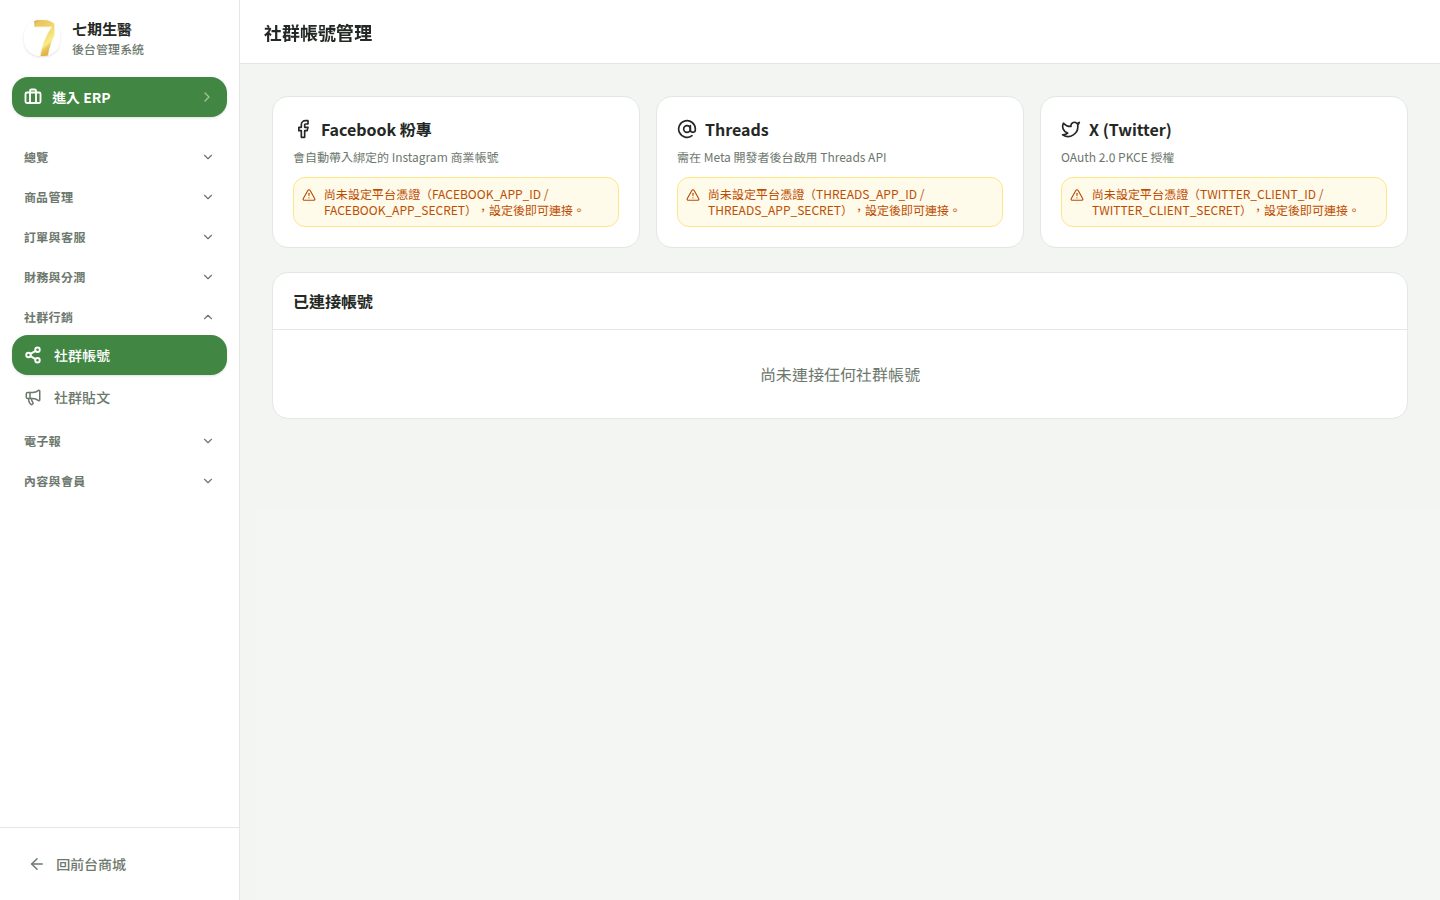 七期生醫
後台管理系統
進入 ERP
總覽
商品管理
訂單與客服
財務與分潤
社群行銷
社群帳號
社群貼文
電子報
內容與會員
回前台商城
社群帳號管理
Facebook 粉專
會自動帶入綁定的 Instagram 商業帳號
尚未設定平台憑證（FACEBOOK_APP_ID /
FACEBOOK_APP_SECRET），設定後即可連接。
Threads
需在 Meta 開發者後台啟用 Threads API
尚未設定平台憑證（THREADS_APP_ID /
THREADS_APP_SECRET），設定後即可連接。
X (Twitter)
OAuth 2.0 PKCE 授權
尚未設定平台憑證（TWITTER_CLIENT_ID /
TWITTER_CLIENT_SECRET），設定後即可連接。
已連接帳號
尚未連接任何社群帳號